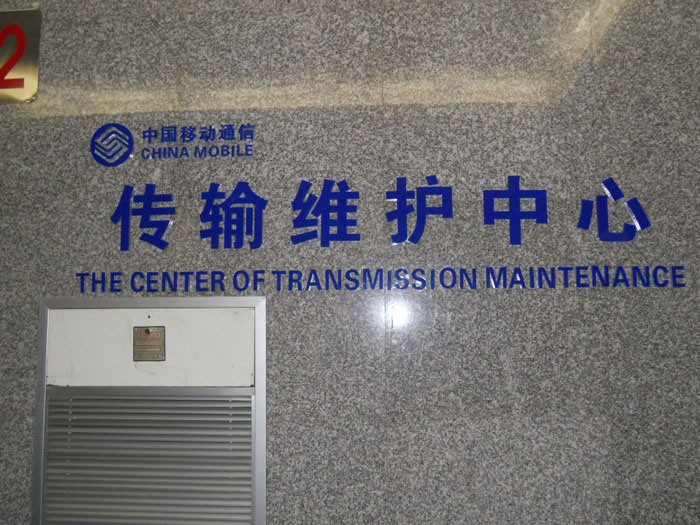 2
中国移动通信
CHINA MOBILE
传输维护中心
THE CENTER OF TRANSMISSION MAINTENANCE